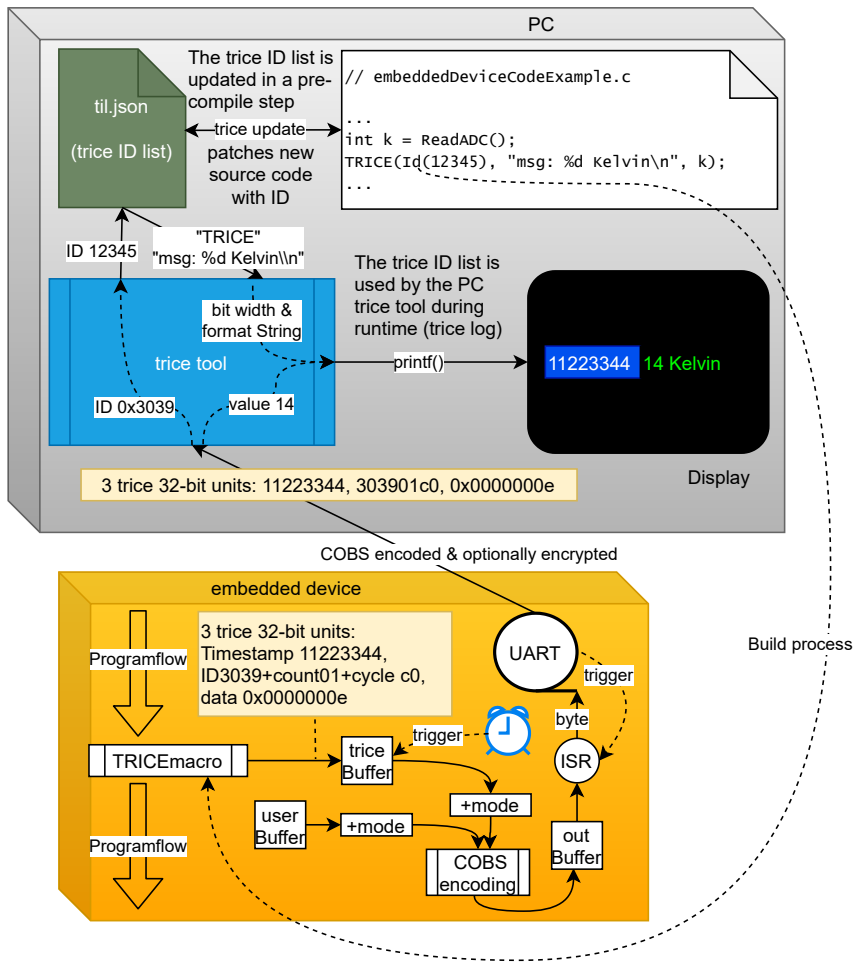 PC
til.json
(trice ID list)
The trice ID list is
updated in a pre-
compile step
trice update
patches new
source code
with ID
// embeddedDeviceCodeExample.c
...
int k = ReadADC();
TRICE(Id(12345), "msg: %d Kelvin\n", k);
...
ID 12345
"TRICE"
"msg: %d Kelvin\\n"
bit width &
format String
trice tool
ID 0x3039
value 14
The trice ID list is
used by the PC
trice tool during
runtime (trice log)
printf()
11223344 14 Kelvin
Display
3 trice 32-bit units: 11223344, 303901c0, 0x0000000e
COBS encoded & optionally encrypted
embedded device
Programflow
3 trice 32-bit units:
Timestamp 11223344,
ID3039+count01+cycle c0,
data 0x0000000e
UART
trigger
Build process
byte
trigger
TRICEmacro
trice
Buffer
ISR
+mode
user
Buffer
+mode
out
Buffer
Programflow
COBS
encoding